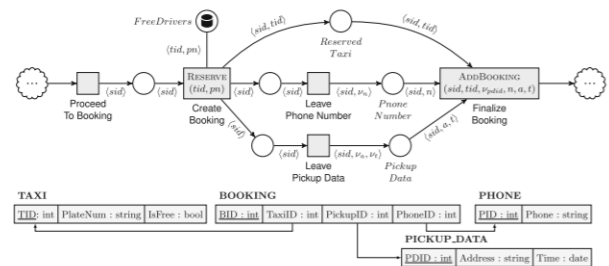 FreeDrivers
⟨tid, pn⟩
⟨sid, tid⟩
Reserved
Taxi
⟨sid, tid⟩
Proceed
To Booking
⟨sid⟩
⟨sid⟩
RESERVE
(tid, pn)
Create
Booking
⟨sid⟩
⟨sid⟩
Leave
Phone Number
⟨sid, νn⟩
Phone
Number
⟨sid, n⟩
ADDBOOKING
(sid, tid, νpdid, n, a, t)
Finalize
Booking
⟨sid⟩
⟨sid⟩
⟨sid⟩
Leave
Pickup Data
⟨sid, νa, νt⟩
Pickup
Data
⟨sid, a, t⟩
TAXI
TID: int PlateNum : string IsFree : bool
BOOKING
BID : int TaxiID : int PickupID : int PhoneID : int
PHONE
PID : int Phone : string
PICKUP_DATA
PDID : int Address : string Time : date